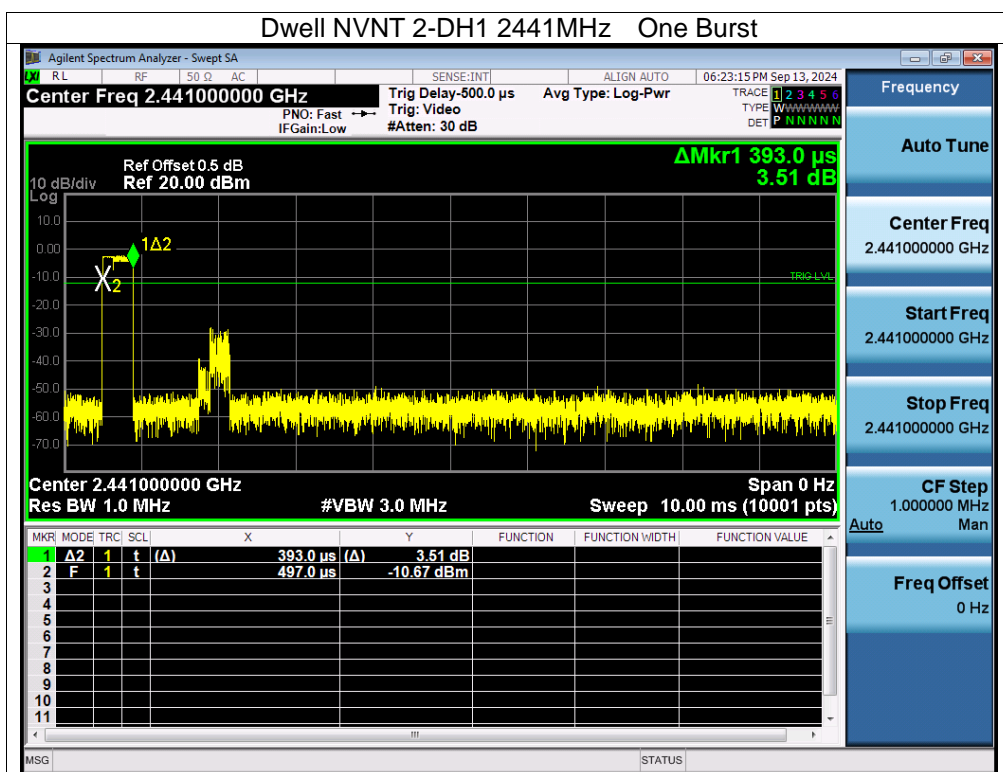 Dwell NVNT 2-DH1 2441MHz One Burst
Agilent Spectrum Analyzer - Swept SA
LXI RL RF 50 Ω AC SENSE:INT ALIGN AUTO 06:23:15 PM Sep 13, 2024
Center Freq 2.441000000 GHz Trig Delay-500.0 µs Avg Type: Log-Pwr TRACE 1 2 3 4 5 6
PNO: Fast Trig: Video TYPE WWWWWW
IFGain:Low #Atten: 30 dB DET P N N N N N
ΔMkr1 393.0 µs
3.51 dB
Ref Offset 0.5 dB
10 dB/div Ref 20.00 dBm
Log
10.0
0.00
-10.0
-20.0
-30.0
-40.0
-50.0
-60.0
-70.0
1Δ2
2
TRIG LVL
Center 2.441000000 GHz Span 0 Hz
Res BW 1.0 MHz #VBW 3.0 MHz Sweep 10.00 ms (10001 pts)
MKR MODE TRC SCL X Y FUNCTION FUNCTION WIDTH FUNCTION VALUE
1 Δ2 1 t (Δ) 393.0 µs (Δ) 3.51 dB
2 F 1 t 497.0 µs -10.67 dBm
3
4
5
6
7
8
9
10
11
MSG STATUS
Frequency
Auto Tune
Center Freq
2.441000000 GHz
Start Freq
2.441000000 GHz
Stop Freq
2.441000000 GHz
CF Step
1.000000 MHz
Auto Man
Freq Offset
0 Hz